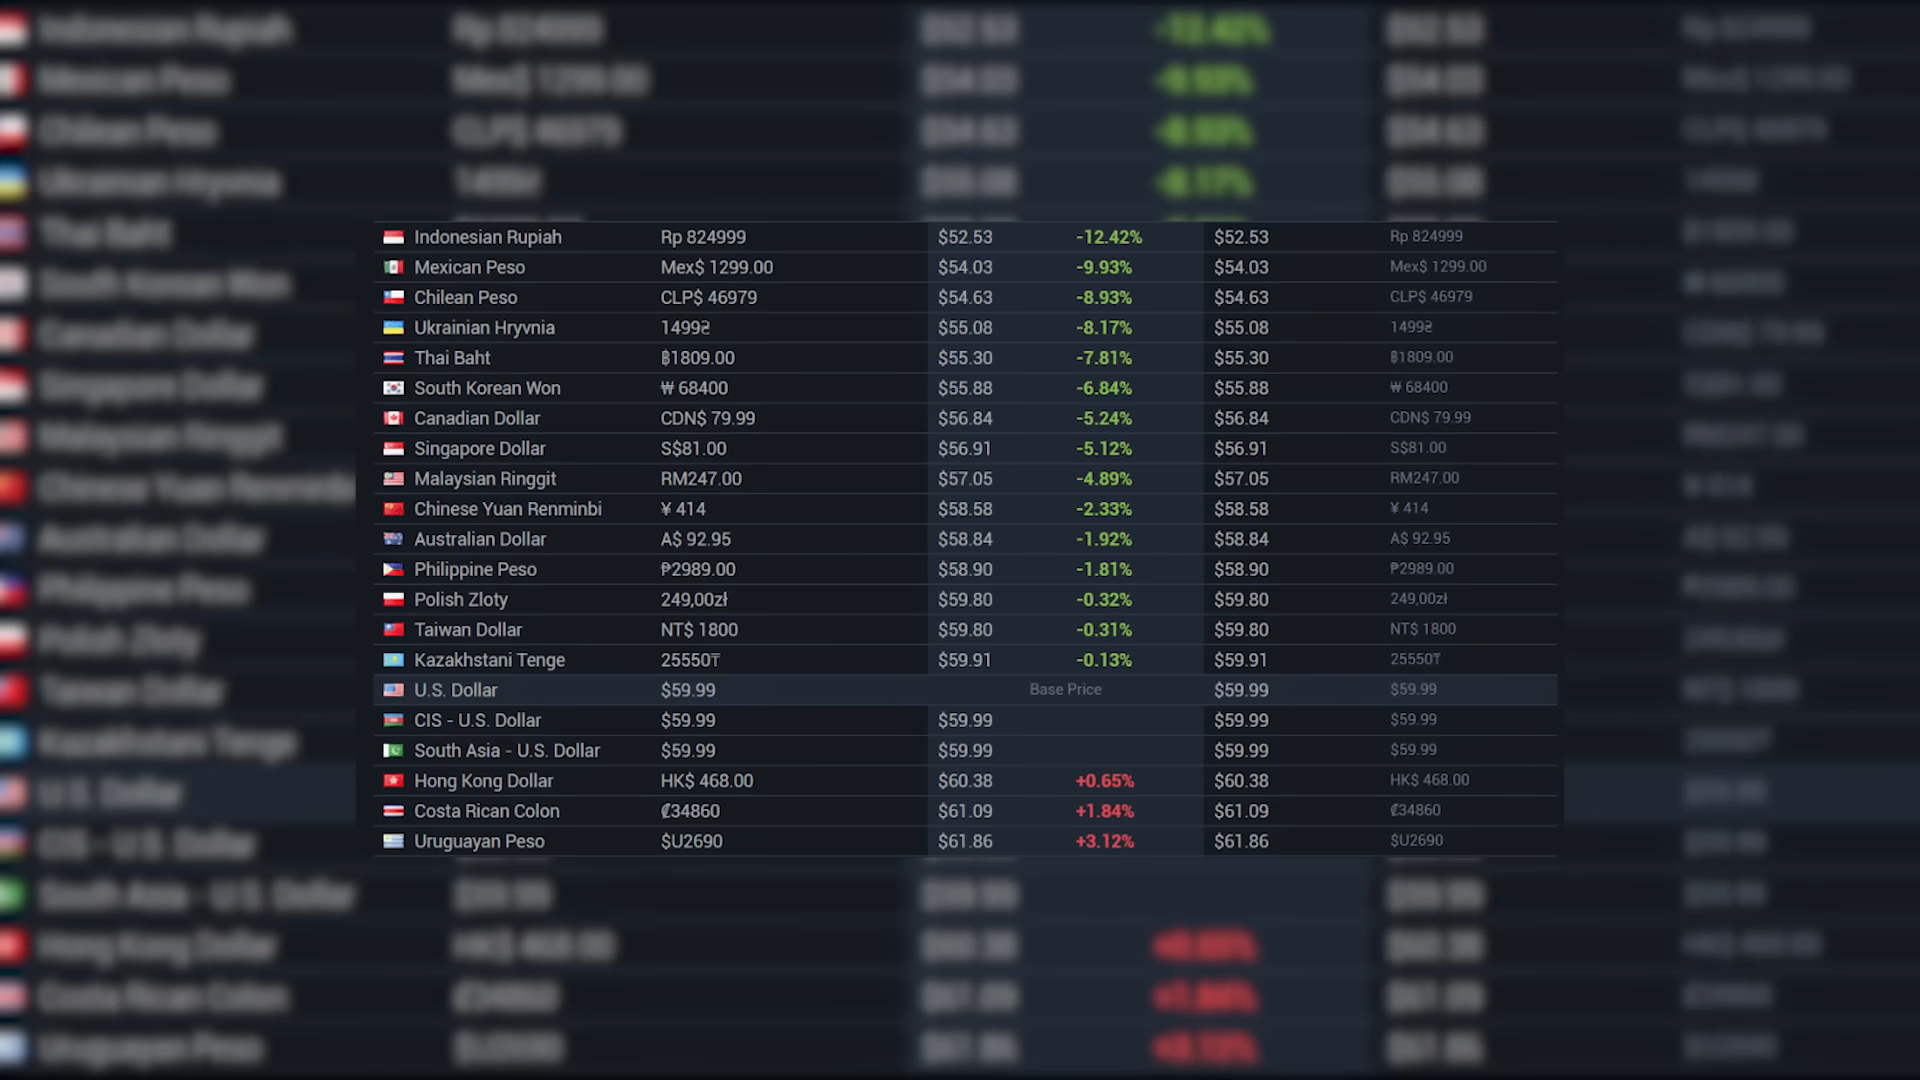 Indonesian Rupiah Rp 824999 $52.53 -12.42% $52.53 Rp 824999
Mexican Peso Mex$ 1299.00 $54.03 -9.93% $54.03 Mex$ 1299.00
Chilean Peso CLP$ 46979 $54.63 -8.93% $54.63 CLP$ 46979
Ukrainian Hryvnia 1499₴ $55.08 -8.17% $55.08 1499₴
Thai Baht ฿1809.00 $55.30 -7.81% $55.30 ฿1809.00
South Korean Won ₩ 68400 $55.88 -6.84% $55.88 ₩ 68400
Canadian Dollar CDN$ 79.99 $56.84 -5.24% $56.84 CDN$ 79.99
Singapore Dollar S$81.00 $56.91 -5.12% $56.91 S$81.00
Malaysian Ringgit RM247.00 $57.05 -4.89% $57.05 RM247.00
Chinese Yuan Renminbi ¥ 414 $58.58 -2.33% $58.58 ¥ 414
Australian Dollar A$ 92.95 $58.84 -1.92% $58.84 A$ 92.95
Philippine Peso ₱2989.00 $58.90 -1.81% $58.90 ₱2989.00
Polish Zloty 249,00zł $59.80 -0.32% $59.80 249,00zł
Taiwan Dollar NT$ 1800 $59.80 -0.31% $59.80 NT$ 1800
Kazakhstani Tenge 25550₸ $59.91 -0.13% $59.91 25550₸
U.S. Dollar $59.99 Base Price $59.99 $59.99
CIS - U.S. Dollar $59.99 $59.99 $59.99 $59.99
South Asia - U.S. Dollar $59.99 $59.99 $59.99 $59.99
Hong Kong Dollar HK$ 468.00 $60.38 +0.65% $60.38 HK$ 468.00
Costa Rican Colon ₡34860 $61.09 +1.84% $61.09 ₡34860
Uruguayan Peso $U2690 $61.86 +3.12% $61.86 $U2690